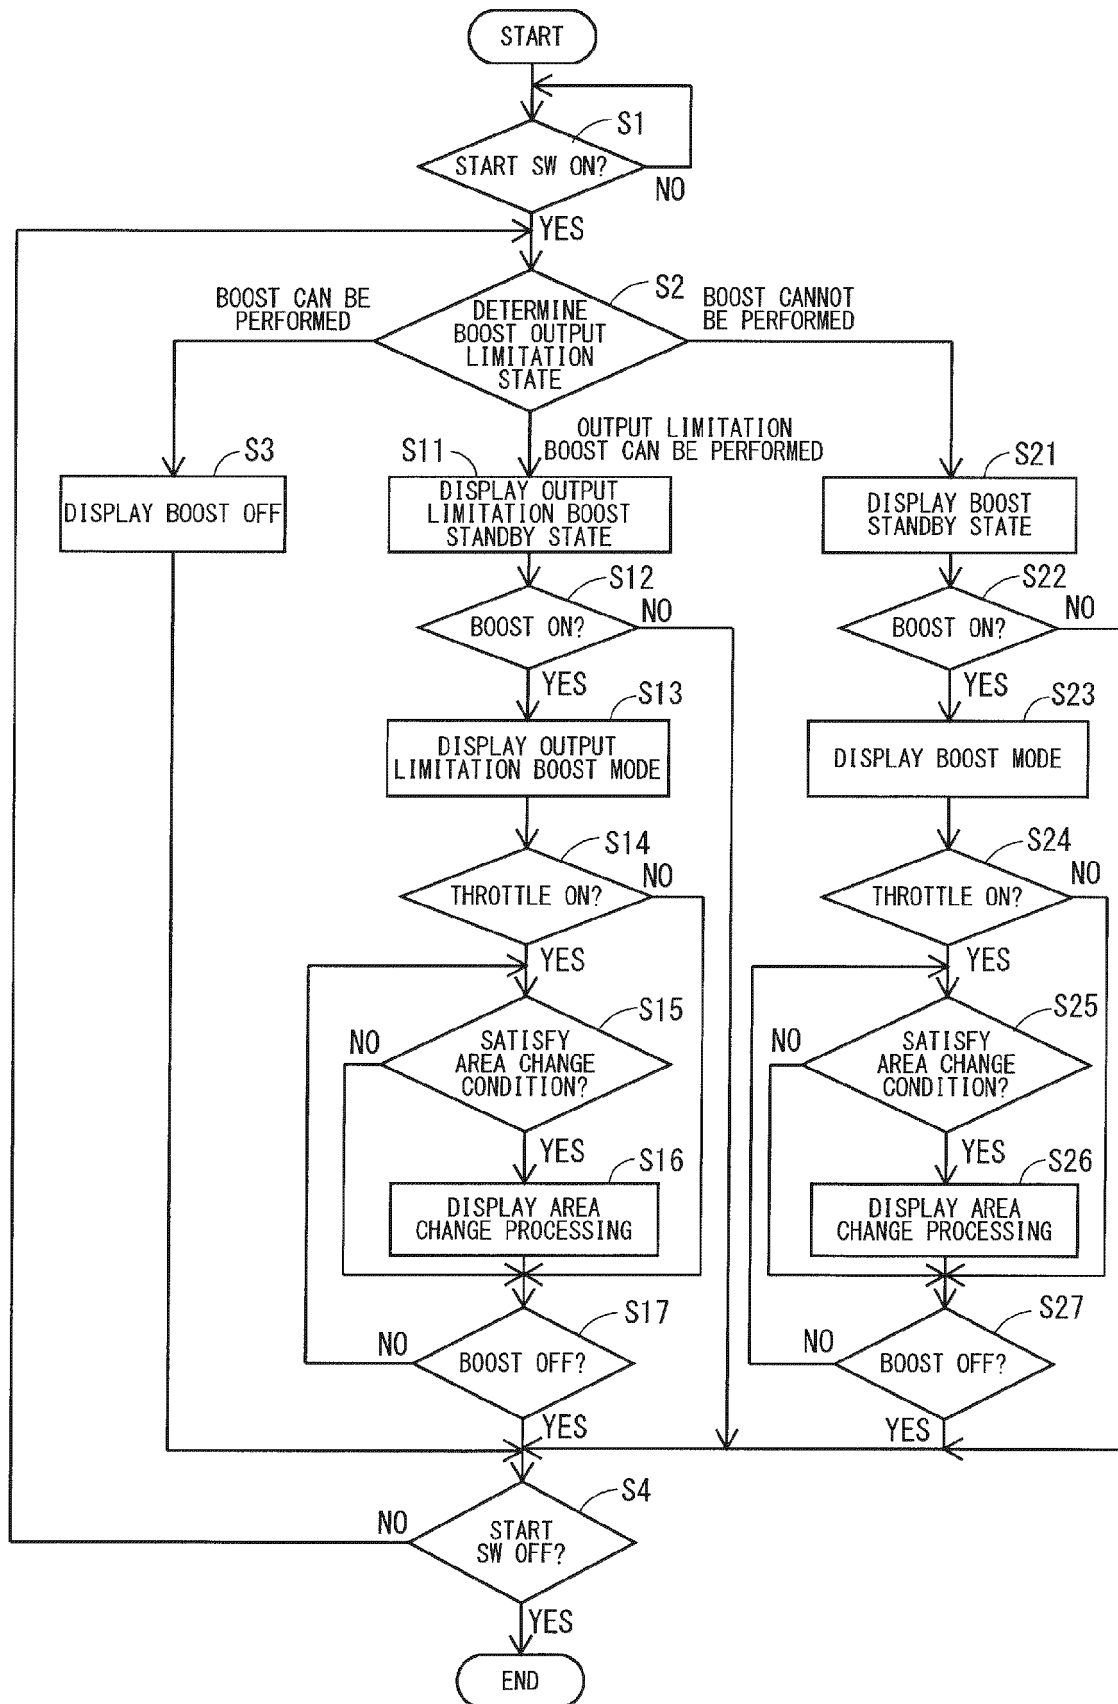 START
S1
START SW ON?
NO
YES
S2
BOOST CAN BE
PERFORMED
DETERMINE
BOOST OUTPUT
LIMITATION
STATE
BOOST CANNOT
BE PERFORMED
OUTPUT LIMITATION
BOOST CAN BE PERFORMED
S3
DISPLAY BOOST OFF
S11
DISPLAY OUTPUT
LIMITATION BOOST
STANDBY STATE
S21
DISPLAY BOOST
STANDBY STATE
S12
BOOST ON?
NO
YES
S22
BOOST ON?
NO
YES
S13
DISPLAY OUTPUT
LIMITATION BOOST MODE
S23
DISPLAY BOOST MODE
S14
THROTTLE ON?
NO
YES
S24
THROTTLE ON?
NO
YES
S15
NO
SATISFY
AREA CHANGE
CONDITION?
YES
S25
NO
SATISFY
AREA CHANGE
CONDITION?
YES
S16
DISPLAY AREA
CHANGE PROCESSING
S26
DISPLAY AREA
CHANGE PROCESSING
S17
NO
BOOST OFF?
YES
S27
NO
BOOST OFF?
YES
S4
NO
START
SW OFF?
YES
END